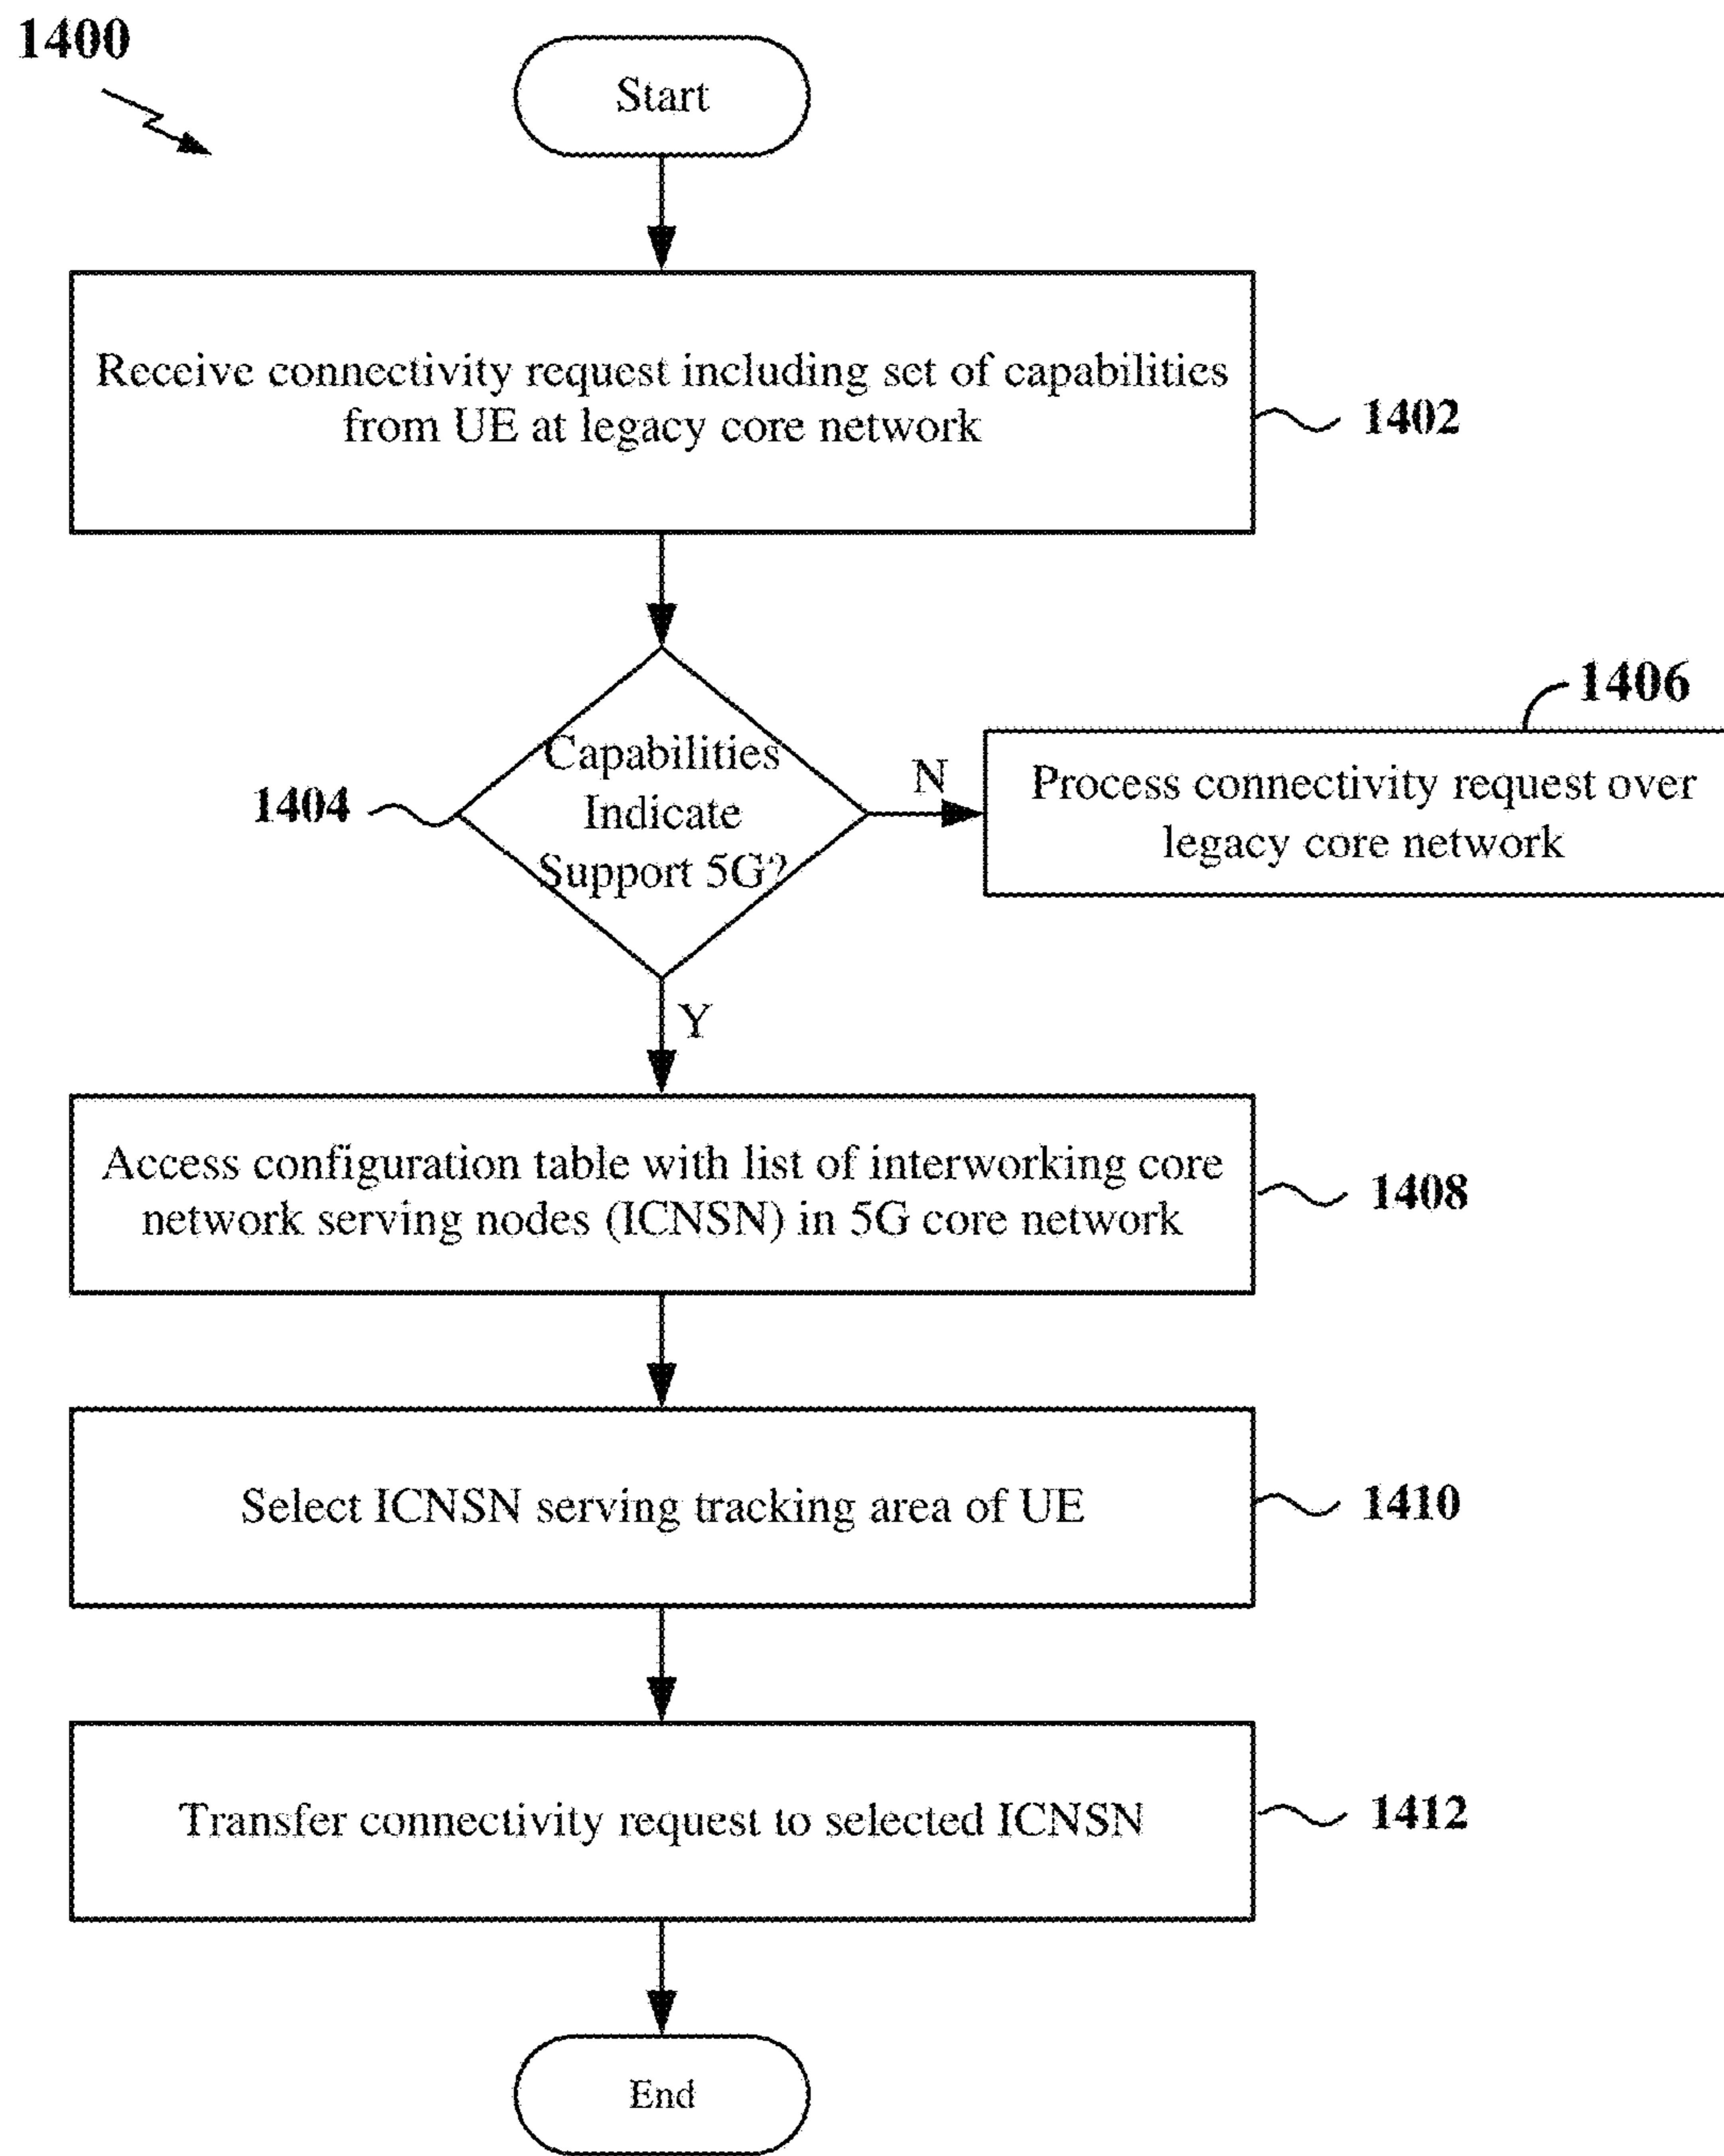 1400
Start
Receive connectivity request including set of capabilities
from UE at legacy core network
1402
Capabilities
Indicate
Support 5G?
1404
N
1406
Process connectivity request over
legacy core network
Y
Access configuration table with list of interworking core
network serving nodes (ICNSN) in 5G core network
1408
Select ICNSN serving tracking area of UE
1410
Transfer connectivity request to selected ICNSN
1412
End